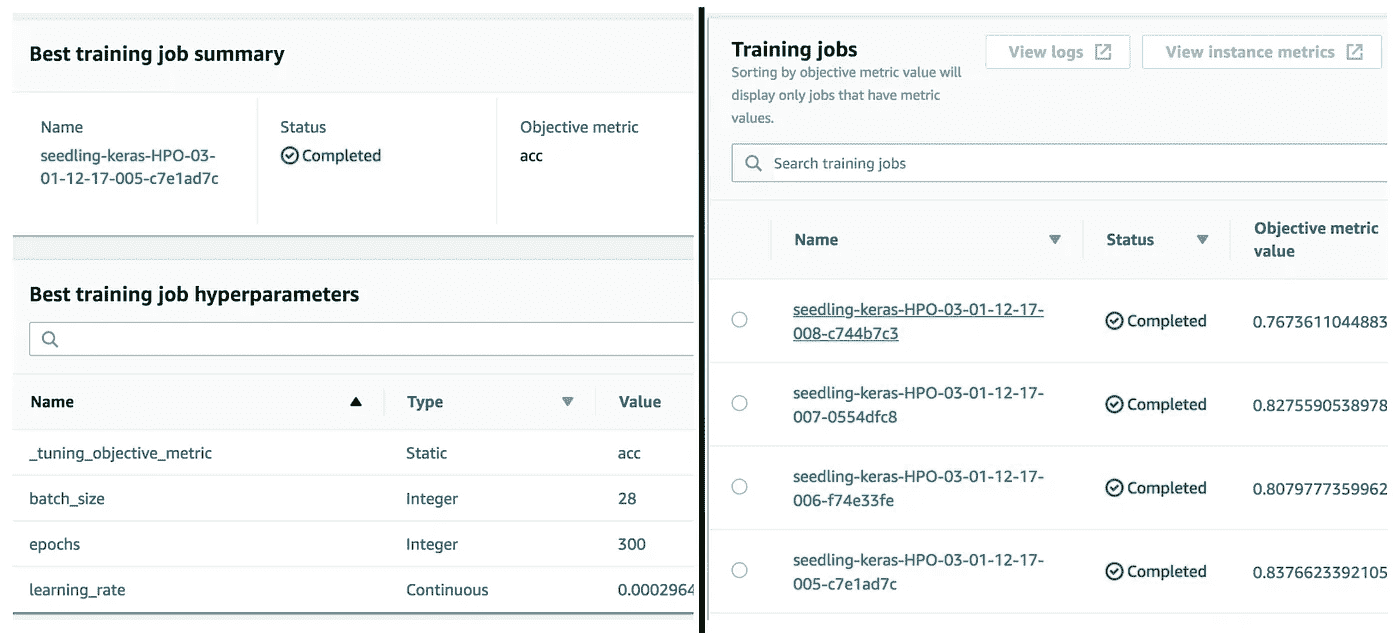 Best training job summary
Name
seedling-keras-HPO-03-
01-12-17-005-c7e1ad7c
Status
Completed
Objective metric
acc
Best training job hyperparameters
Name Type Value
_tuning_objective_metric Static acc
batch_size Integer 28
epochs Integer 300
learning_rate Continuous 0.0002964
Training jobs
Sorting by objective metric value will
display only jobs that have metric
values.
View logs
View instance metrics
Search training jobs
Name Status Objective metric
value
seedling-keras-HPO-03-01-12-17-
008-c744b7c3
Completed 0.7673611044883
seedling-keras-HPO-03-01-12-17-
007-0554dfc8
Completed 0.8275590538978
seedling-keras-HPO-03-01-12-17-
006-f74e33fe
Completed 0.8079777359962
seedling-keras-HPO-03-01-12-17-
005-c7e1ad7c
Completed 0.8376623392105